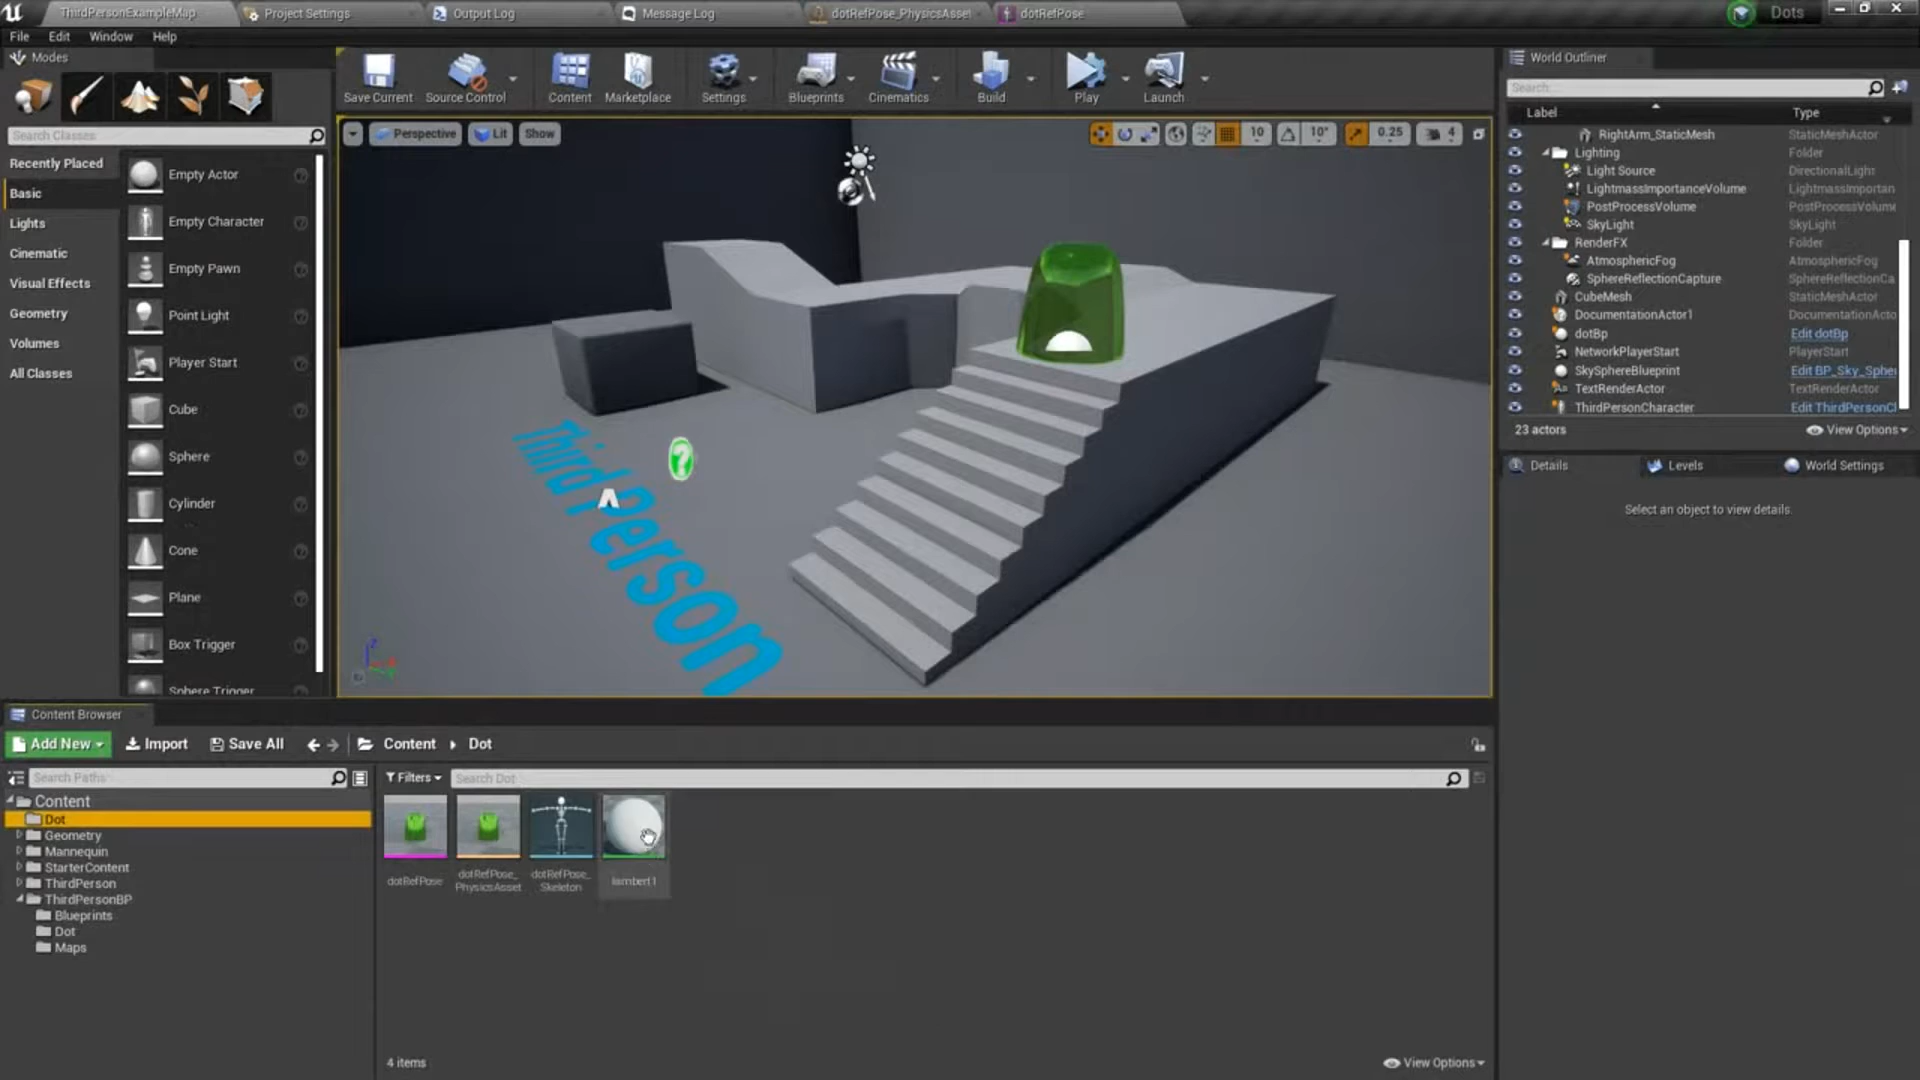 ThirdPersonExampleMap
Project Settings
Output Log
Message Log
dotRefPose_PhysicsAsset
dotRefPose
Dots
File Edit Window Help
Modes
Save Current
Source Control
Content
Marketplace
Settings
Blueprints
Cinematics
Build
Play
Launch
Search Classes
Recently Placed
Basic
Lights
Cinematic
Visual Effects
Geometry
Volumes
All Classes
Empty Actor
Empty Character
Empty Pawn
Point Light
Player Start
Cube
Sphere
Cylinder
Cone
Plane
Box Trigger
Sphere Trigger
Perspective
Lit
Show
10
10°
0.25
4
ThirdPerson
World Outliner
Search...
Label Type
RightArm_StaticMesh StaticMeshActor
Lighting Folder
Light Source DirectionalLight
LightmassImportanceVolume LightmassImportan
PostProcessVolume PostProcessVolume
SkyLight SkyLight
RenderFX Folder
AtmosphericFog AtmosphericFog
SphereReflectionCapture SphereReflectionCa
CubeMesh StaticMeshActor
DocumentationActor1 DocumentationActo
dotBp Edit dotBp
NetworkPlayerStart PlayerStart
SkySphereBlueprint Edit BP_Sky_Spher
TextRenderActor TextRenderActor
ThirdPersonCharacter Edit ThirdPersonCl
23 actors
View Options
Details
Levels
World Settings
Select an object to view details.
Content Browser
Add New
Import
Save All
Content
Dot
Search Paths
Filters
Search Dot
Content
Dot
Geometry
Mannequin
StarterContent
ThirdPerson
ThirdPersonBP
Blueprints
Dot
Maps
dotRefPose
dotRefPose_
PhysicsAsset
dotRefPose_
Skeleton
lambert1
4 items
View Options